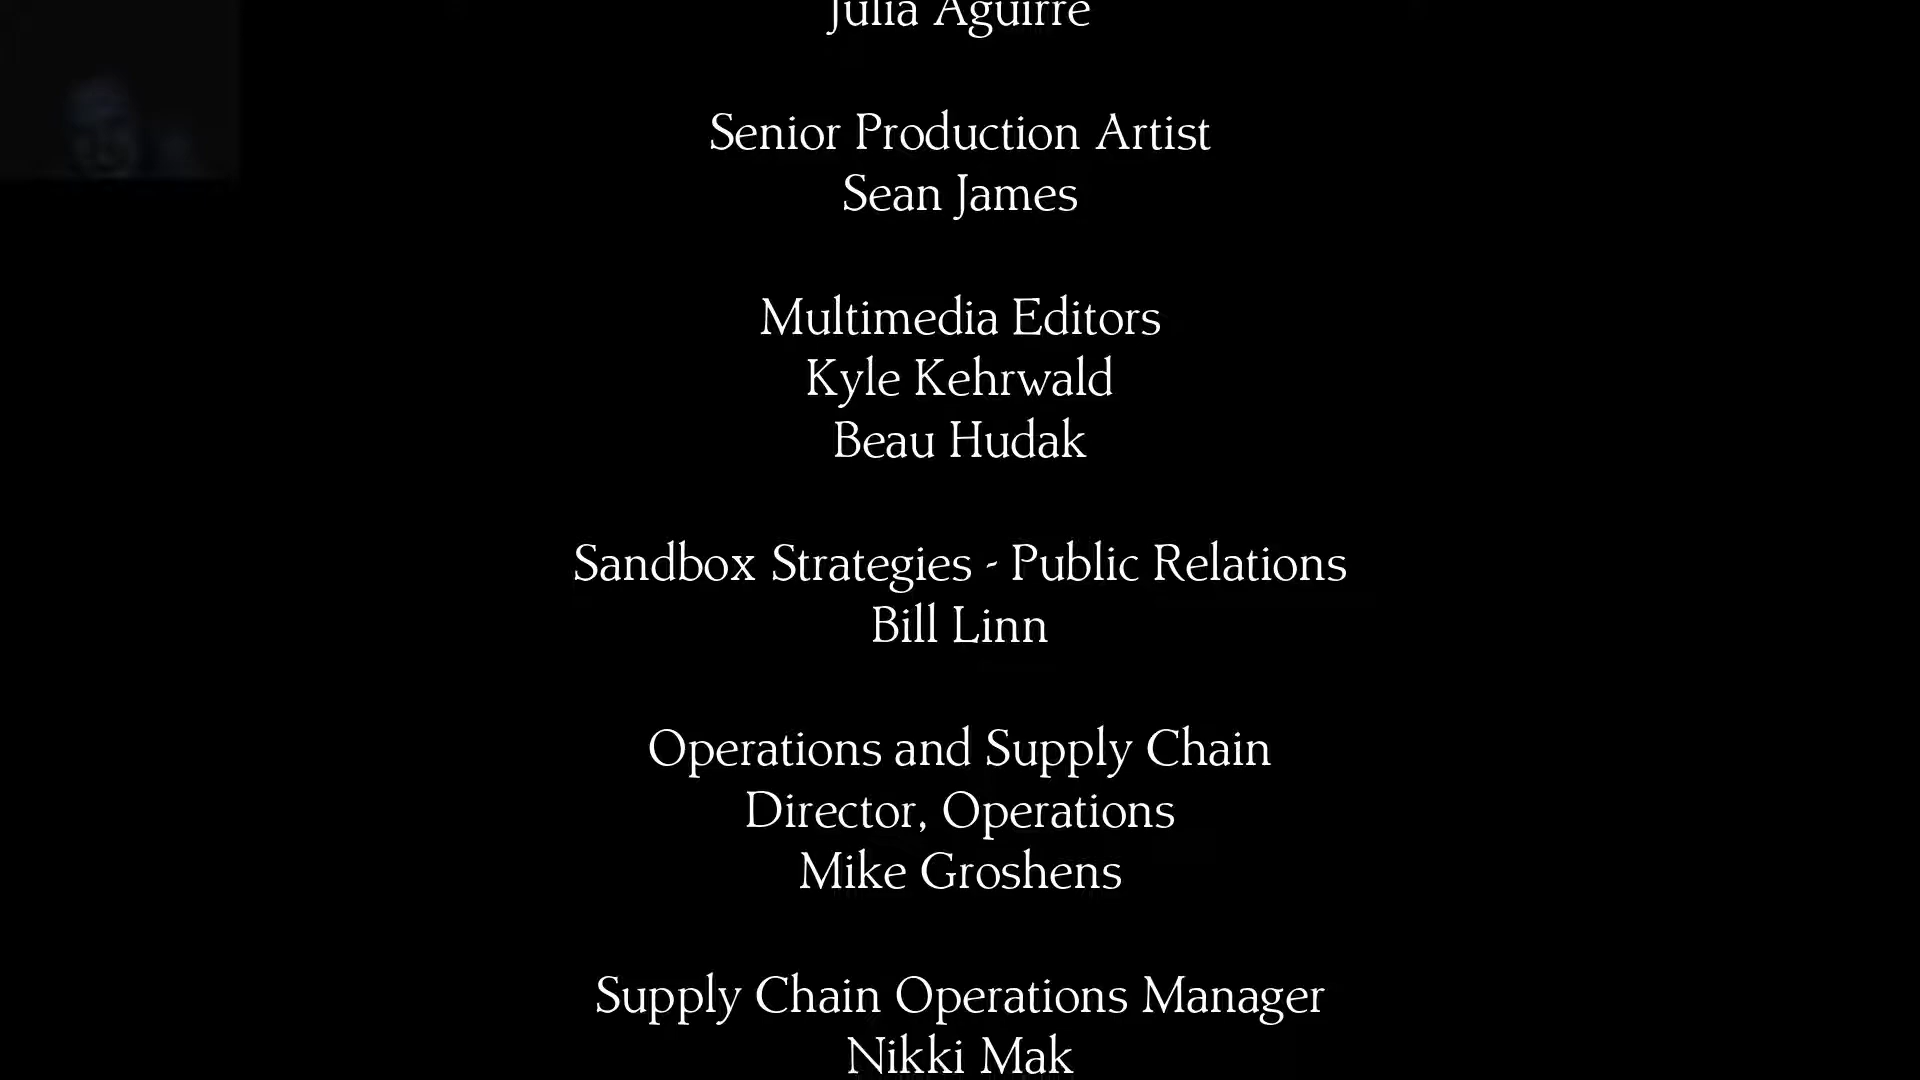 Julia Aguirre
Senior Production Artist
Sean James
Multimedia Editors
Kyle Kehrwald
Beau Hudak
Sandbox Strategies - Public Relations
Bill Linn
Operations and Supply Chain
Director, Operations
Mike Groshens
Supply Chain Operations Manager
Nikki Mak